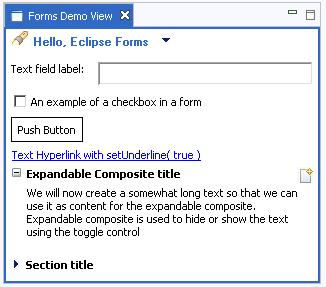 Forms Demo View
Hello, Eclipse Forms
Text field label:
An example of a checkbox in a form
Push Button
Text Hyperlink with setUnderline( true )
Expandable Composite title
We will now create a somewhat long text so that we can
use it as content for the expandable composite.
Expandable composite is used to hide or show the text
using the toggle control
Section title